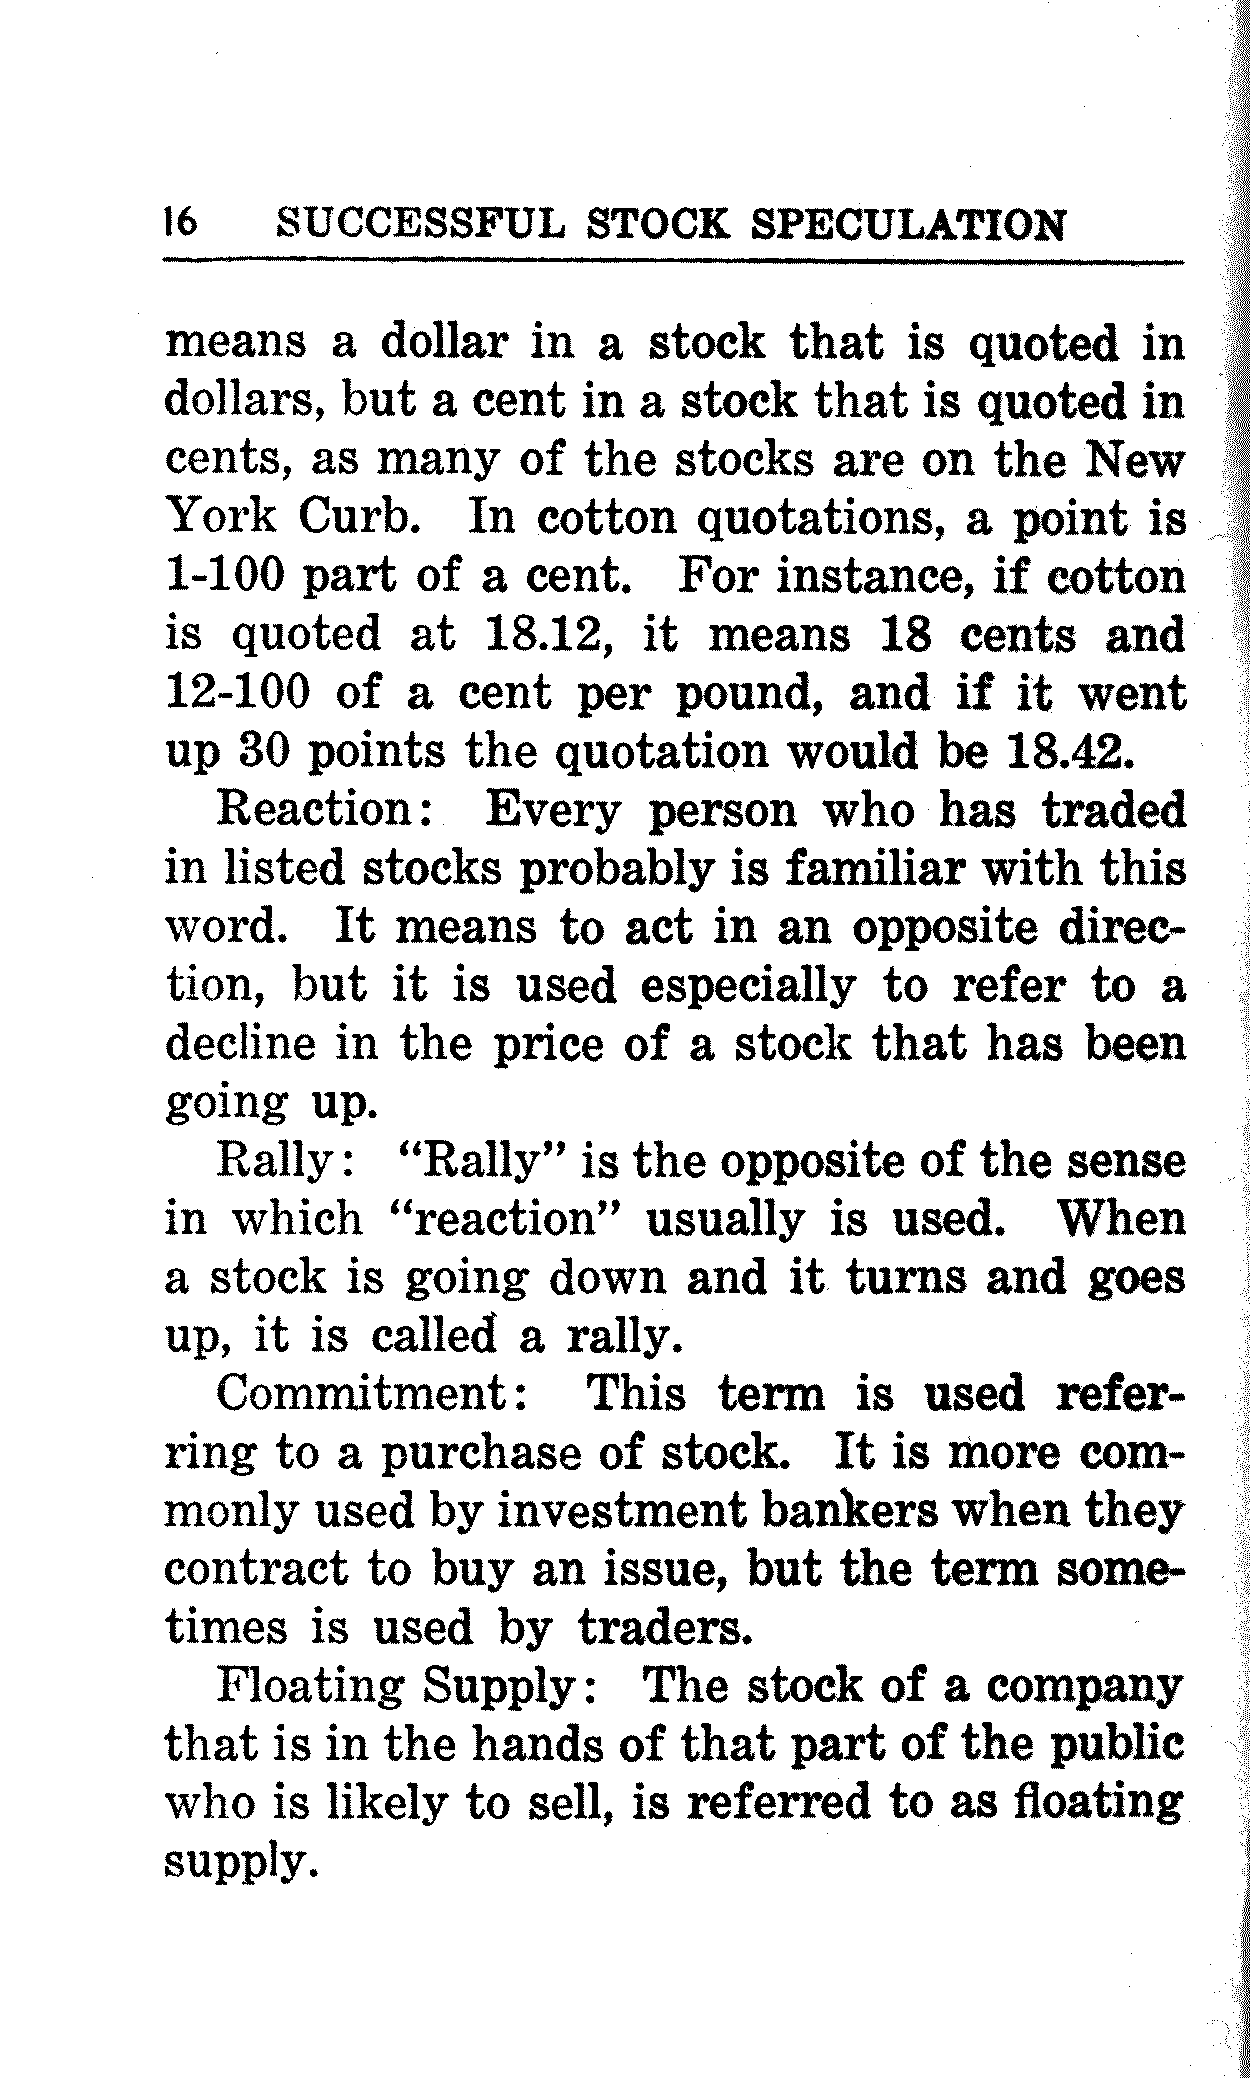 16 SUCCESSFUL STOCK SPECULATION
means a dollar in a stock that is quoted in
dollars, but a cent in a stock that is quoted in
cents, as many of the stocks are on the New
York Curb. In cotton quotations, a point is
1-100 part of a cent. For instance, if cotton
is quoted at 18.12, it means 18 cents and
12-100 of a cent per pound, and if it went
up 30 points the quotation would be 18.42.
Reaction: Every person who has traded
in listed stocks probably is familiar with this
word. It means to act in an opposite direc-
tion, but it is used especially to refer to a
decline in the price of a stock that has been
going up.
Rally: “Rally” is the opposite of the sense
in which “reaction” usually is used. When
a stock is going down and it turns and goes
up, it is called a rally.
Commitment: This term is used refer-
ring to a purchase of stock. It is more com-
monly used by investment bankers when they
contract to buy an issue, but the term some-
times is used by traders.
Floating Supply: The stock of a company
that is in the hands of that part of the public
who is likely to sell, is referred to as floating
supply.